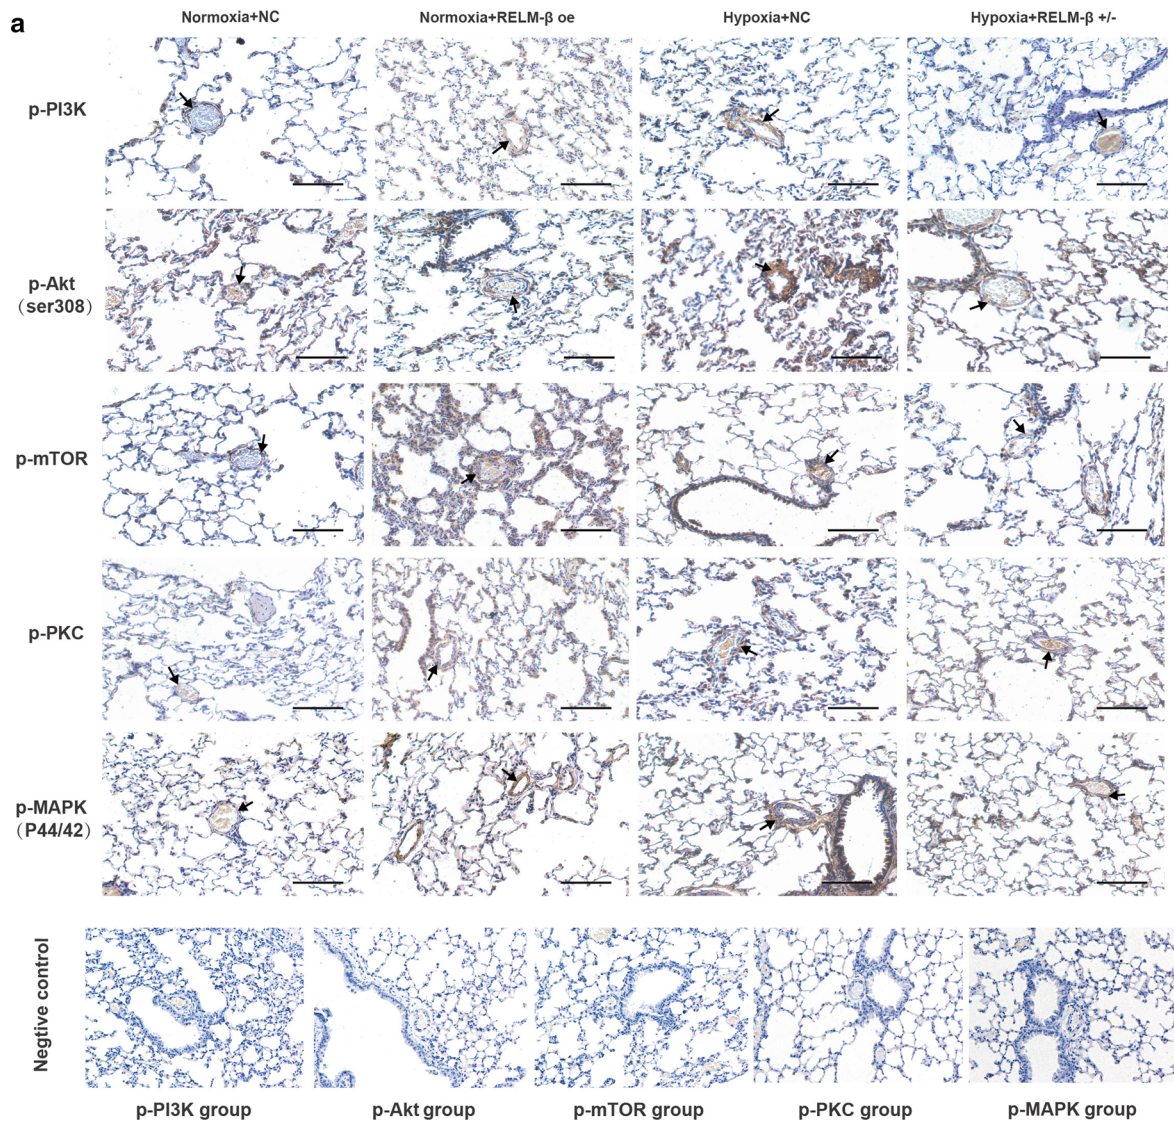 a
Normoxia+NC
Normoxia+RELM-β oe
Hypoxia+NC
Hypoxia+RELM-β +/-
p-PI3K
p-Akt
（ser308）
p-mTOR
p-PKC
p-MAPK
（P44/42）
Negtive control
p-PI3K group
p-Akt group
p-mTOR group
p-PKC group
p-MAPK group